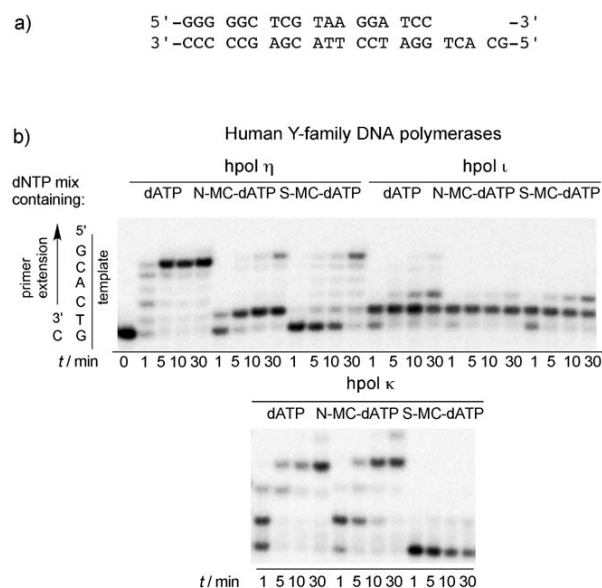 a)
5'-GGG GGC TCG TAA GGA TCC -3'
3'-CCC CCG AGC ATT CCT AGG TCA CG-5'
b)
Human Y-family DNA polymerases
hpol η hpol ι
dNTP mix
containing:
dATP N-MC-dATP S-MC-dATP dATP N-MC-dATP S-MC-dATP
primer
extension
3'
C
5'
G
C
A
C
T
G
template
t / min 0 1 5 10 30 1 5 10 30 1 5 10 30 1 5 10 30 1 5 10 30 1 5 10 30
hpol κ
dATP N-MC-dATP S-MC-dATP
t / min 1 5 10 30 1 5 10 30 1 5 10 30